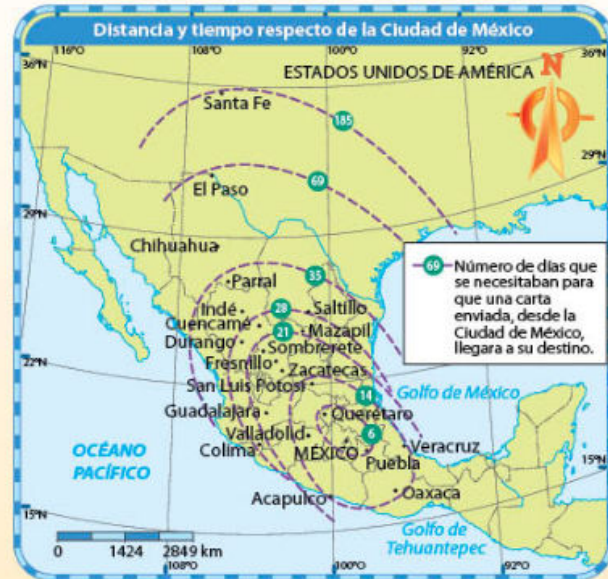 Distancia y tiempo respecto de la Ciudad de México
116°O
108°O
100°O
92°O
36°N
36°N
ESTADOS UNIDOS DE AMÉRICA
N
Santa Fe
185
29°N
69
El Paso
29°N
Chihuahua
69 Número de días que
se necesitaban para
que una carta
enviada, desde la
Ciudad de México,
llegara a su destino.
35
Parral
28
Indé
Saltillo
Cuencamé
21
Mazapil
Durango
Sombrerete
22°N
Fresnillo
Zacatecas
San Luis Potosí
14
Golfo de México
Guadalajara
Querétaro
Valladolid
6
Colima
MÉXICO
Veracruz
15°N
Puebla
OCÉANO
PACÍFICO
Acapulco
Oaxaca
15°N
Golfo de
Tehuantepec
0 1424 2849 km
108°O
100°O
92°O